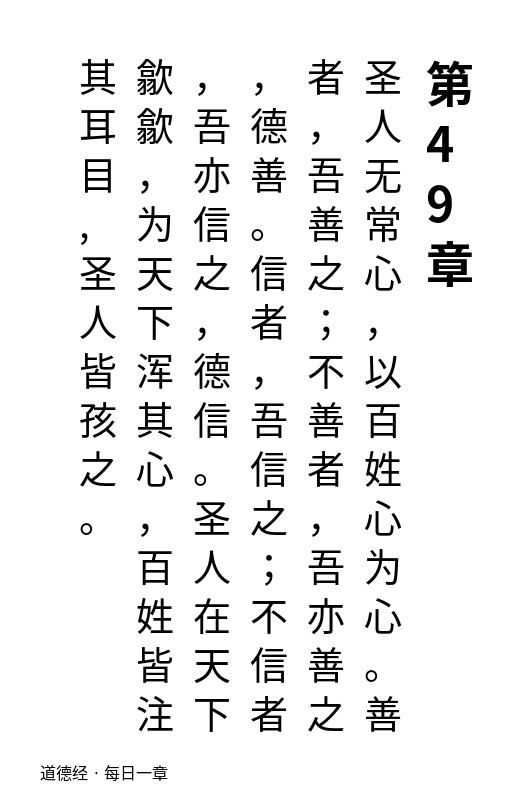 第49章
圣人无常心，以百姓心为心。善
者，吾善之；不善者，吾亦善之
，德善。信者，吾信之；不信者
，吾亦信之，德信。圣人在天下
歙歙，为天下浑其心，百姓皆注
其耳目，圣人皆孩之。
道德经 · 每日一章